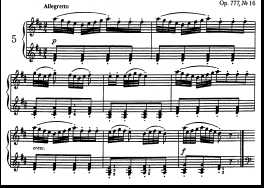 Allegretto
Op. 777, № 16
5
p
cresc.
f